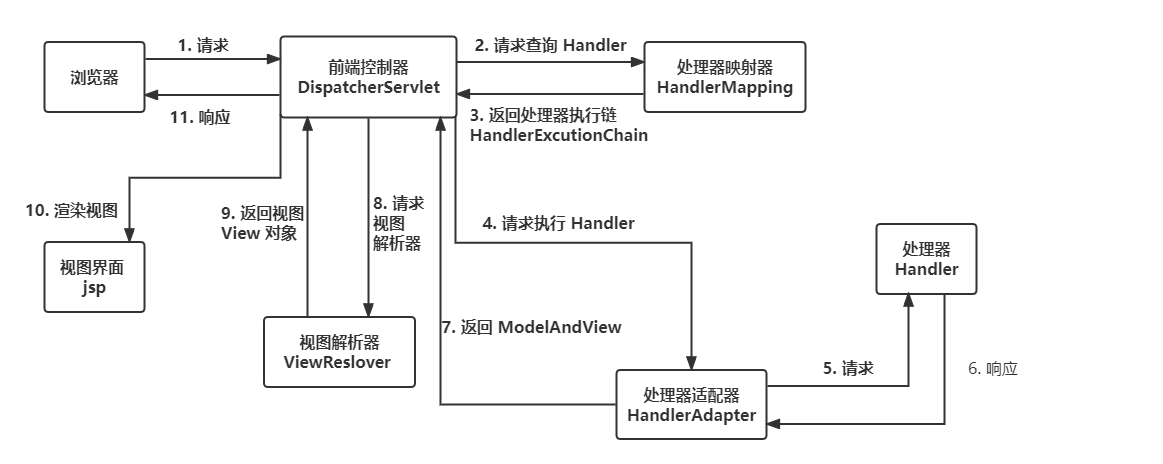 1. 请求
2. 请求查询 Handler
浏览器
前端控制器
DispatcherServlet
处理器映射器
HandlerMapping
11. 响应
3. 返回处理器执行链
HandlerExcutionChain
10. 渲染视图
9. 返回视图
View 对象
8. 请求
视图
解析器
4. 请求执行 Handler
处理器
Handler
视图界面
jsp
视图解析器
ViewReslover
7. 返回 ModelAndView
5. 请求
6. 响应
处理器适配器
HandlerAdapter